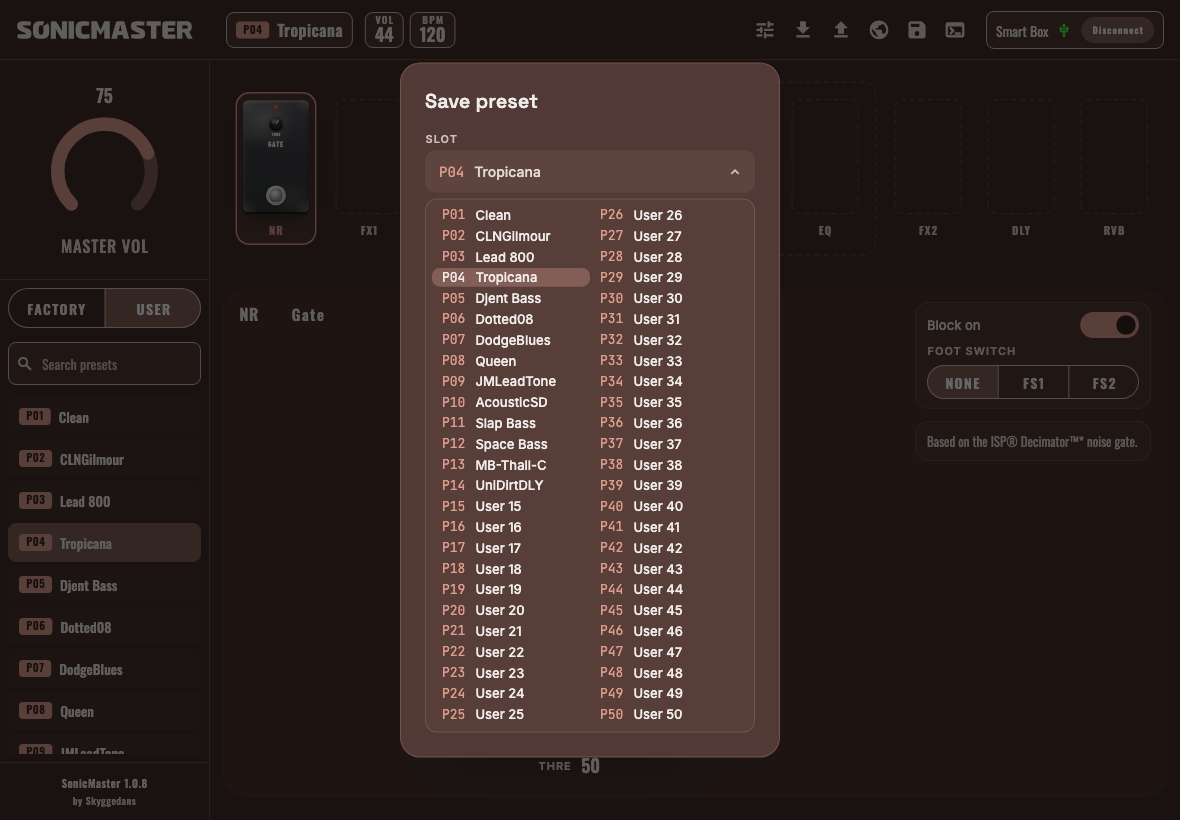 SONICMASTER
P04 Tropicana
VOL
44
BPM
120
Smart Box
Disconnect
75
MASTER VOL
FACTORY
USER
Search presets
P01 Clean
P02 CLNGilmour
P03 Lead 800
P04 Tropicana
P05 Djent Bass
P06 Dotted08
P07 DodgeBlues
P08 Queen
P09 JMLeadTone
SonicMaster 1.0.8
by Skyggedans
GATE
NR
FX1
EQ
FX2
DLY
RVB
NR Gate
Save preset
SLOT
P04 Tropicana
P01 Clean
P02 CLNGilmour
P03 Lead 800
P04 Tropicana
P05 Djent Bass
P06 Dotted08
P07 DodgeBlues
P08 Queen
P09 JMLeadTone
P10 AcousticSD
P11 Slap Bass
P12 Space Bass
P13 MB-Thall-C
P14 UniDirtDLY
P15 User 15
P16 User 16
P17 User 17
P18 User 18
P19 User 19
P20 User 20
P21 User 21
P22 User 22
P23 User 23
P24 User 24
P25 User 25
P26 User 26
P27 User 27
P28 User 28
P29 User 29
P30 User 30
P31 User 31
P32 User 32
P33 User 33
P34 User 34
P35 User 35
P36 User 36
P37 User 37
P38 User 38
P39 User 39
P40 User 40
P41 User 41
P42 User 42
P43 User 43
P44 User 44
P45 User 45
P46 User 46
P47 User 47
P48 User 48
P49 User 49
P50 User 50
THRE 50
Block on
FOOT SWITCH
NONE
FS1
FS2
Based on the ISP® Decimator™* noise gate.